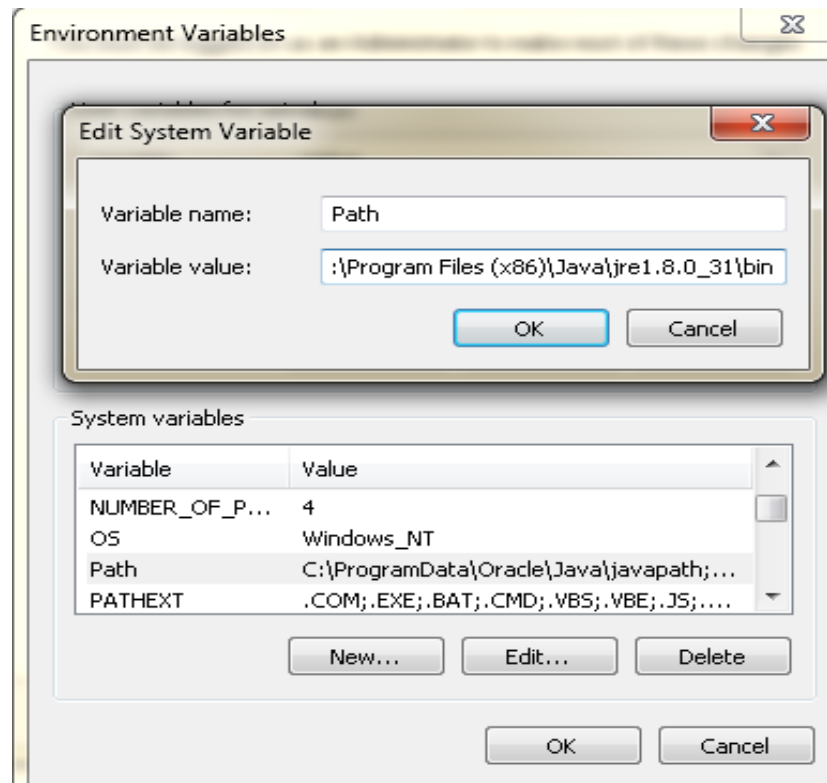 Environment Variables
Edit System Variable
Variable name: Path
Variable value: :\Program Files (x86)\Java\jre1.8.0_31\bin
OK Cancel
System variables
Variable Value
NUMBER_OF_P... 4
OS Windows_NT
Path C:\ProgramData\Oracle\Java\javapath;...
PATHEXT .COM;.EXE;.BAT;.CMD;.VBS;.VBE;.JS;....
New... Edit... Delete
OK Cancel